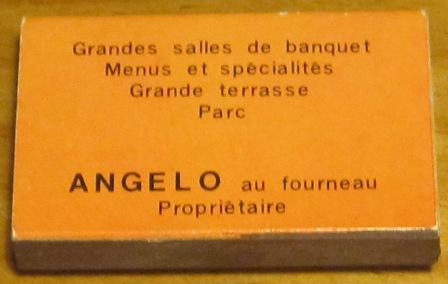 Grandes salles de banquet
Menus et spécialités
Grande terrasse
Parc
ANGELO au fourneau
Propriétaire